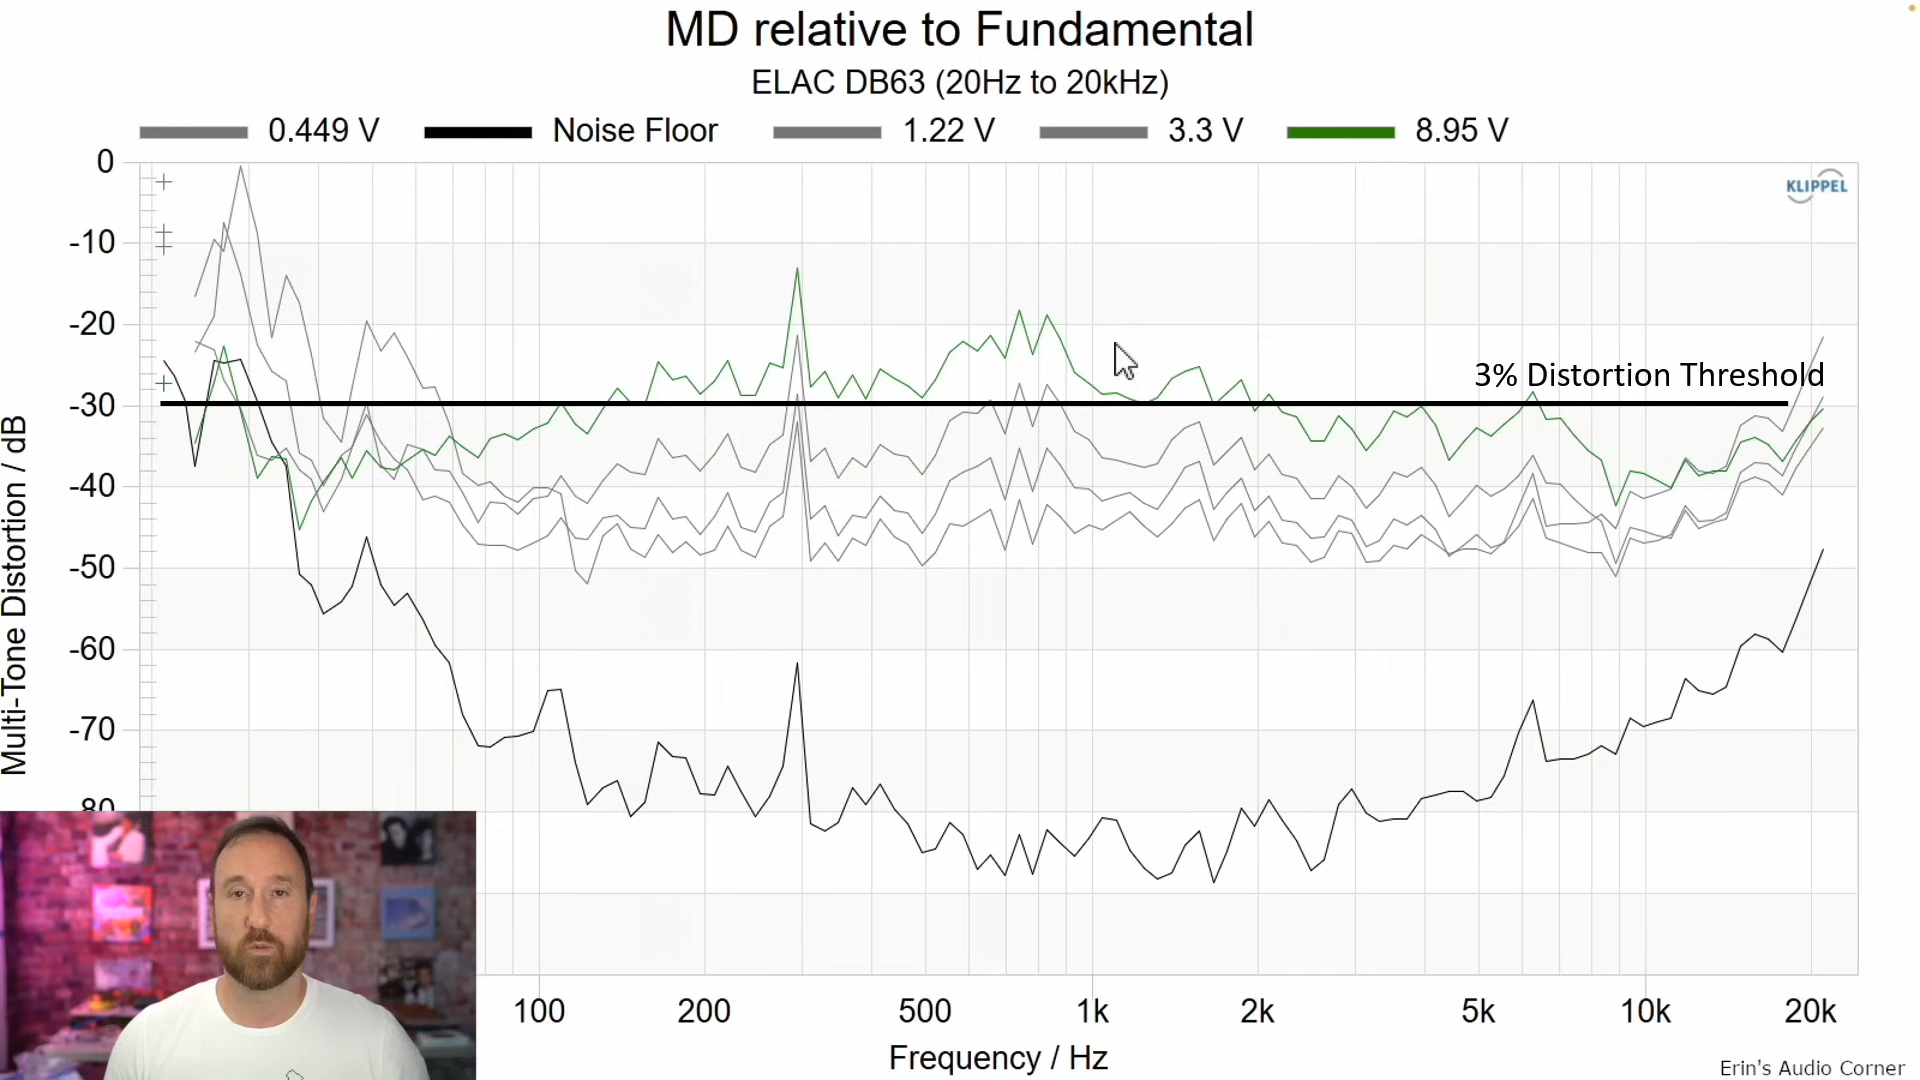 MD relative to Fundamental
ELAC DB63 (20Hz to 20kHz)
0.449 V Noise Floor 1.22 V 3.3 V 8.95 V
0
KLIPPEL
-10
-20
3% Distortion Threshold
-30
-40
-50
-60
-70
Multi-Tone Distortion / dB
100 200 500 1k 2k 5k 10k 20k
Frequency / Hz
Erin's Audio Corner